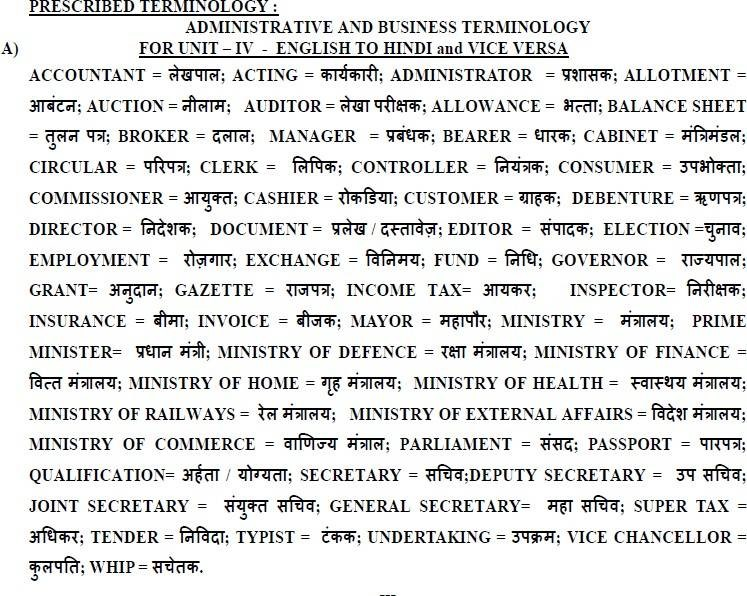 PRESCRIBED TERMINOLOGY :
ADMINISTRATIVE AND BUSINESS TERMINOLOGY
A) FOR UNIT – IV - ENGLISH TO HINDI and VICE VERSA
ACCOUNTANT = लेखपाल; ACTING = कार्यकारी; ADMINISTRATOR = प्रशासक; ALLOTMENT =
आबंटन; AUCTION = नीलाम; AUDITOR = लेखा परीक्षक; ALLOWANCE = भत्ता; BALANCE SHEET
= तुलन पत्र; BROKER = दलाल; MANAGER = प्रबंधक; BEARER = धारक; CABINET = मंत्रिमंडल;
CIRCULAR = परिपत्र; CLERK = लिपिक; CONTROLLER = नियंत्रक; CONSUMER = उपभोक्ता;
COMMISSIONER = आयुक्त; CASHIER = रोकडिया; CUSTOMER = ग्राहक; DEBENTURE = ऋणपत्र;
DIRECTOR = निदेशक; DOCUMENT = प्रलेख / दस्तावेज़; EDITOR = संपादक; ELECTION =चुनाव;
EMPLOYMENT = रोज़गार; EXCHANGE = विनिमय; FUND = निधि; GOVERNOR = राज्यपाल;
GRANT= अनुदान; GAZETTE = राजपत्र; INCOME TAX= आयकर; INSPECTOR= निरीक्षक;
INSURANCE = बीमा; INVOICE = बीजक; MAYOR = महापौर; MINISTRY = मंत्रालय; PRIME
MINISTER= प्रधान मंत्री; MINISTRY OF DEFENCE = रक्षा मंत्रालय; MINISTRY OF FINANCE =
वित्त मंत्रालय; MINISTRY OF HOME = गृह मंत्रालय; MINISTRY OF HEALTH = स्वास्थय मंत्रालय;
MINISTRY OF RAILWAYS = रेल मंत्रालय; MINISTRY OF EXTERNAL AFFAIRS = विदेश मंत्रालय;
MINISTRY OF COMMERCE = वाणिज्य मंत्राल; PARLIAMENT = संसद; PASSPORT = पारपत्र;
QUALIFICATION= अर्हता / योग्यता; SECRETARY = सचिव;DEPUTY SECRETARY = उप सचिव;
JOINT SECRETARY = संयुक्त सचिव; GENERAL SECRETARY= महा सचिव; SUPER TAX =
अधिकर; TENDER = निविदा; TYPIST = टंकक; UNDERTAKING = उपक्रम; VICE CHANCELLOR =
कुलपति; WHIP = सचेतक.
---